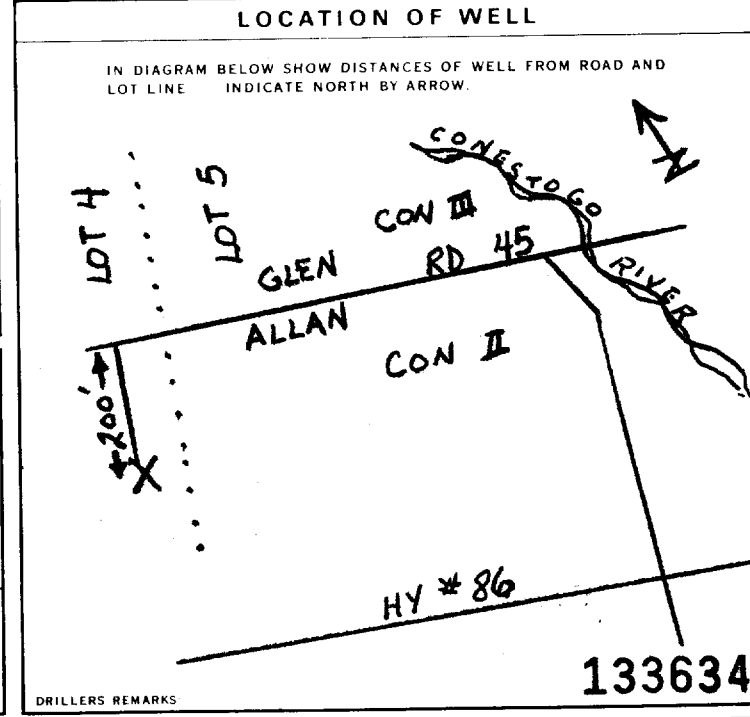 LOCATION OF WELL
IN DIAGRAM BELOW SHOW DISTANCES OF WELL FROM ROAD AND
LOT LINE INDICATE NORTH BY ARROW.
N
CONESTOGO RIVER
LOT 4
LOT 5
CON III
GLEN RD 45
ALLAN
CON II
200'
X
HY # 86
133634
DRILLERS REMARKS